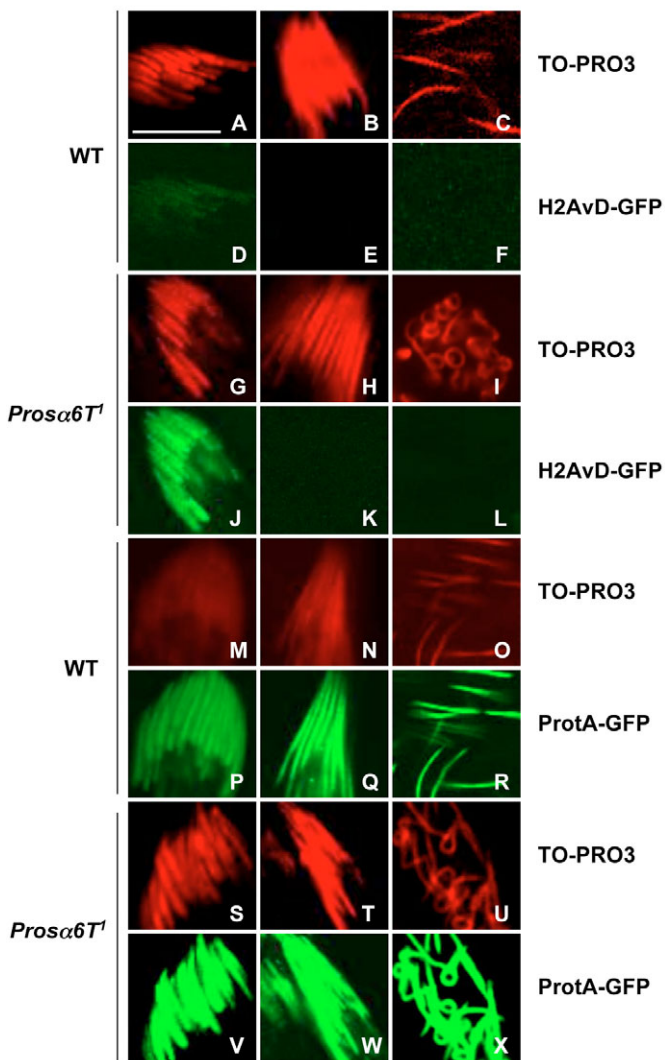 A B C TO-PRO3
WT
D E F H2AvD-GFP
G H I TO-PRO3
Prosα6T¹
J K L H2AvD-GFP
M N O TO-PRO3
WT
P Q R ProtA-GFP
S T U TO-PRO3
Prosα6T¹
V W X ProtA-GFP